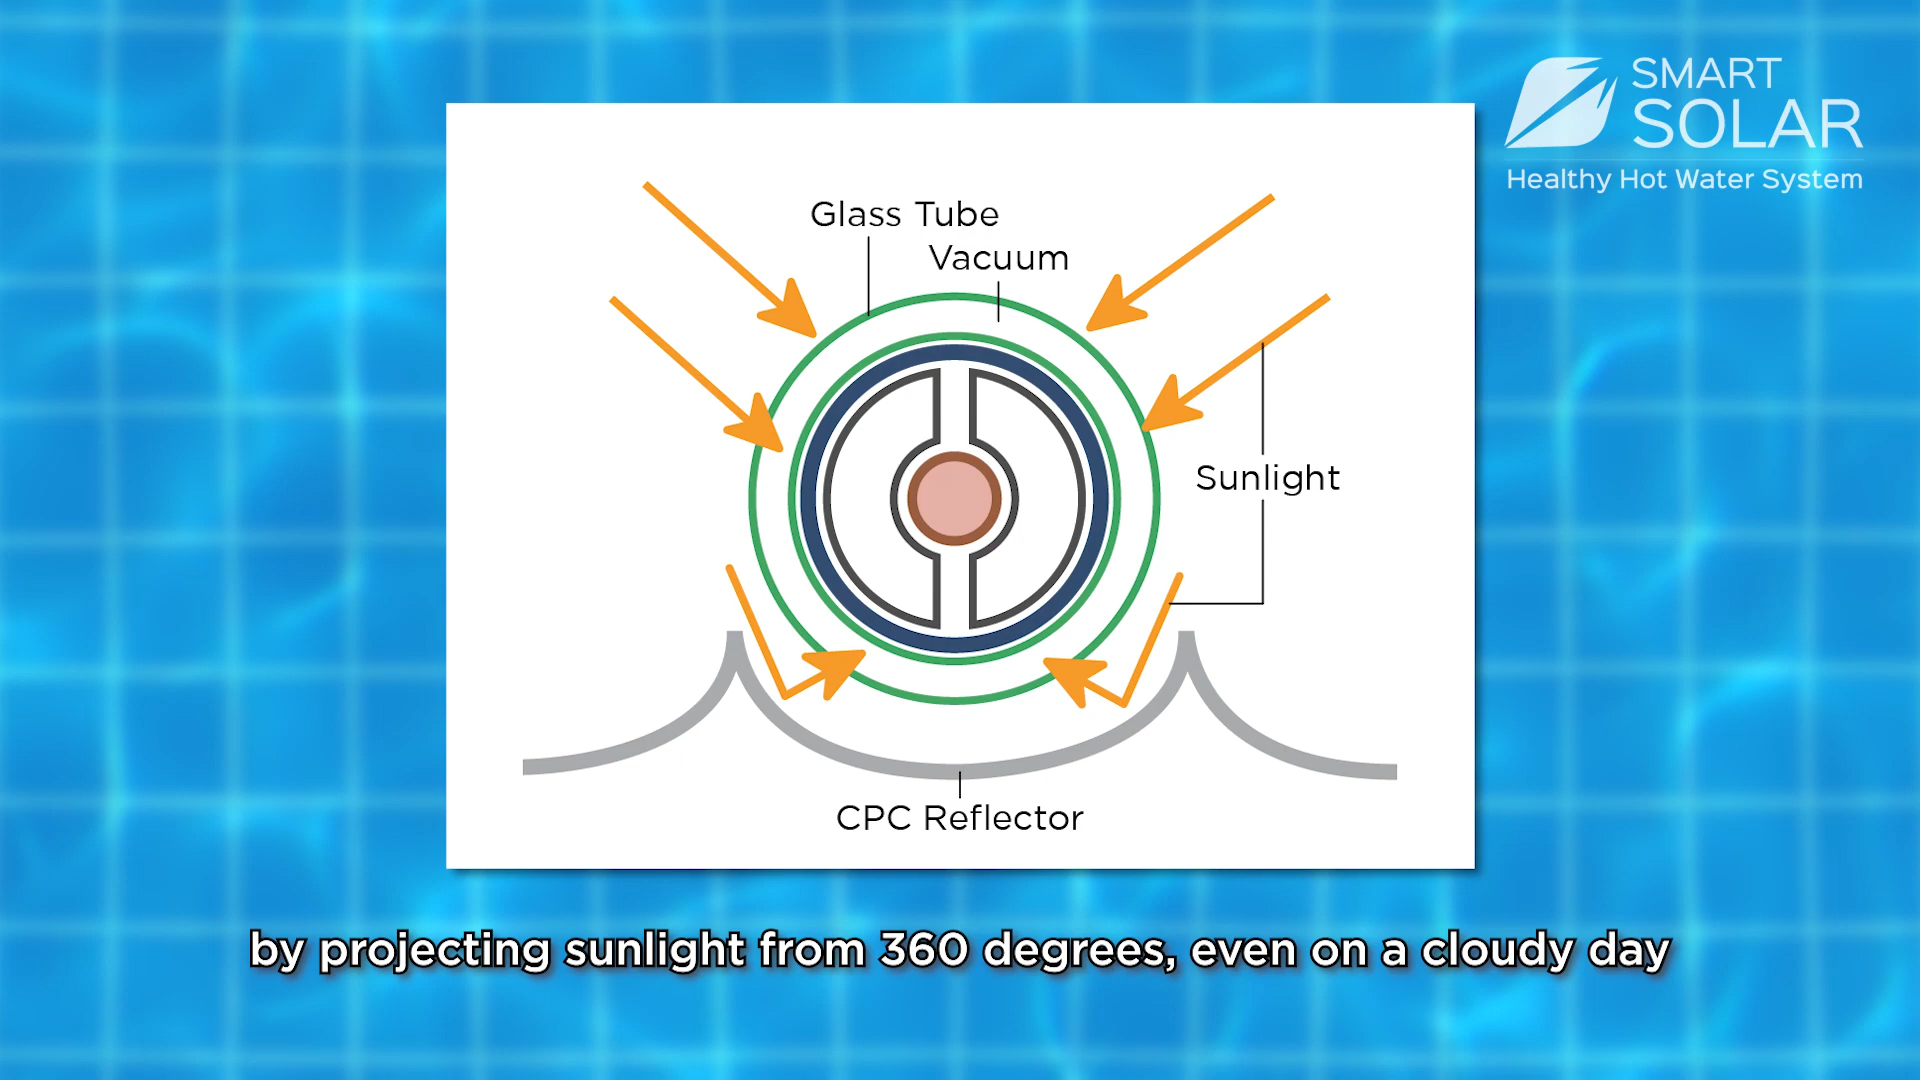 SMART
SOLAR
Healthy Hot Water System
Glass Tube
Vacuum
Sunlight
CPC Reflector
by projecting sunlight from 360 degrees, even on a cloudy day